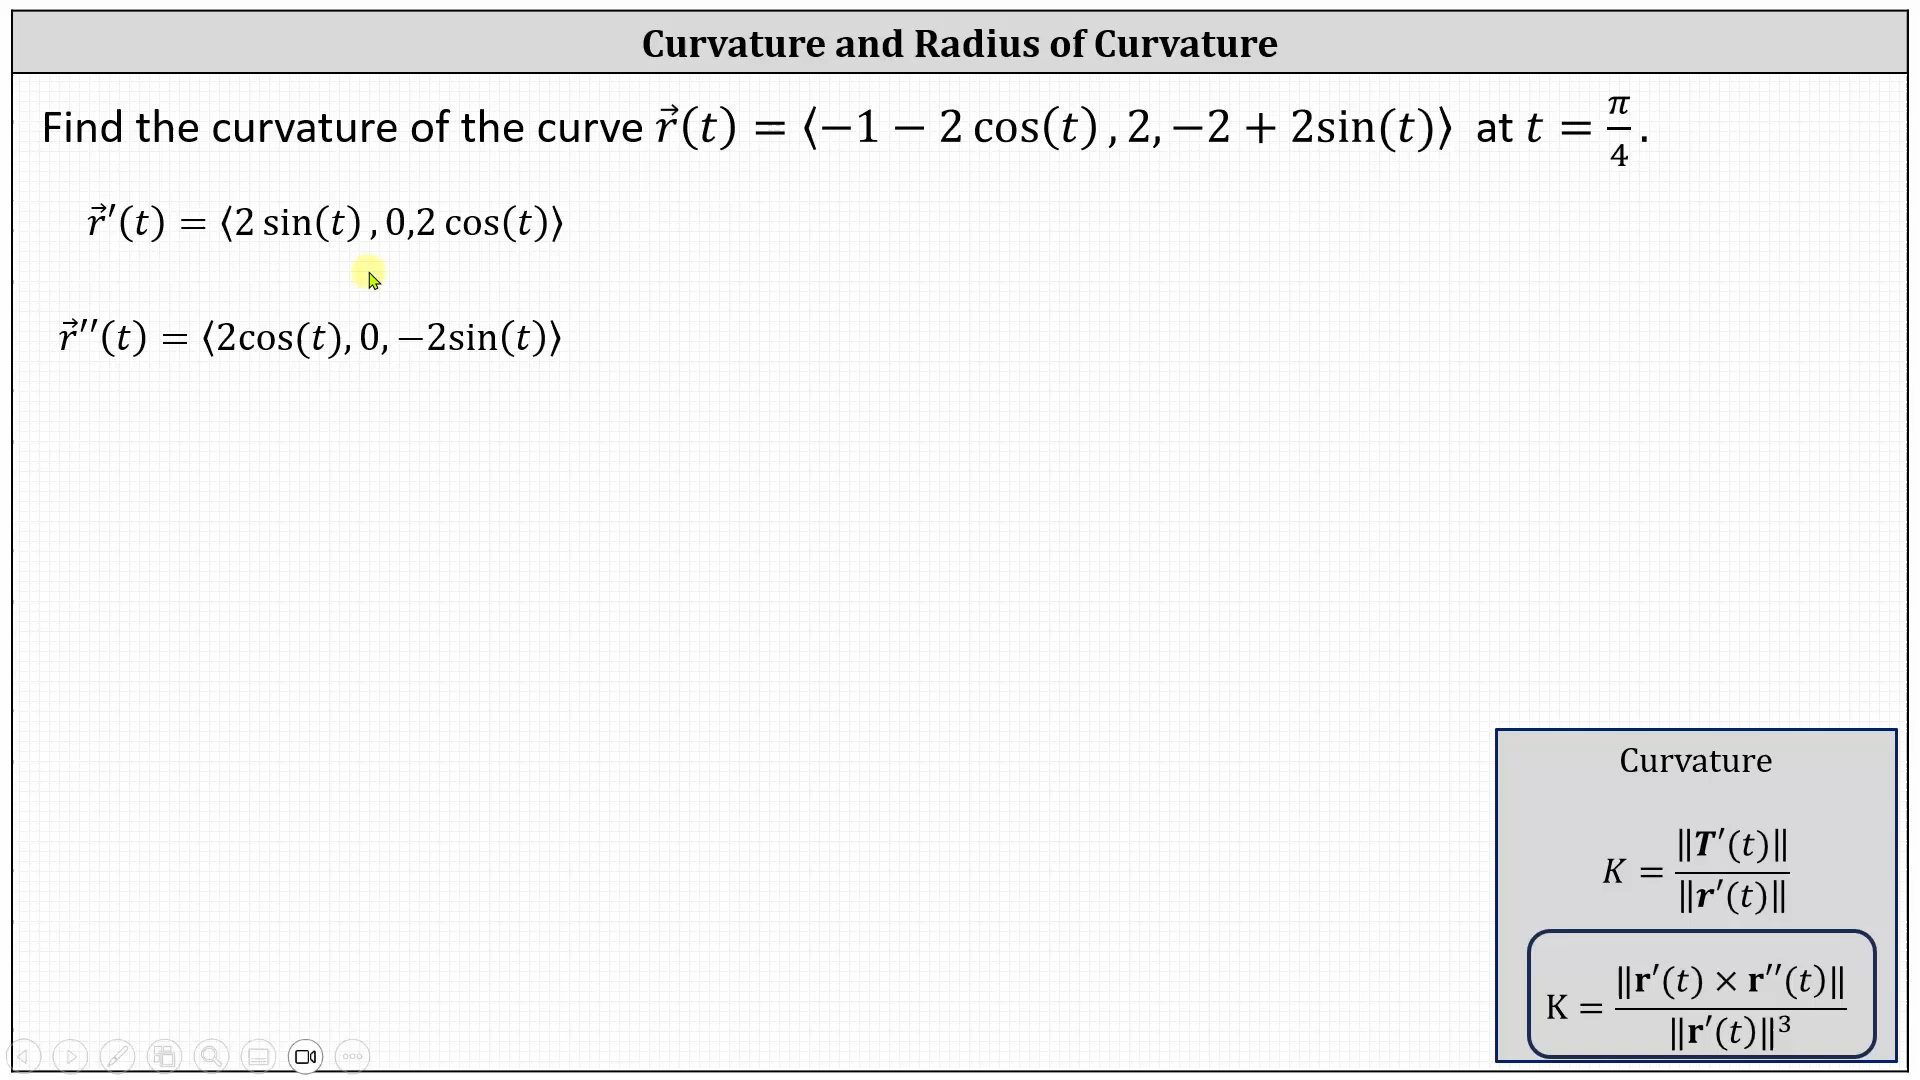 Curvature and Radius of Curvature
Find the curvature of the curve r⃗(t) = ⟨−1 − 2 cos(t) , 2, −2 + 2sin(t)⟩ at t = π/4.
r⃗′(t) = ⟨2 sin(t) , 0,2 cos(t)⟩
r⃗′′(t) = ⟨2cos(t), 0, −2sin(t)⟩
Curvature
K = ‖T′(t)‖/‖r′(t)‖
K = ‖r′(t) × r′′(t)‖/‖r′(t)‖³